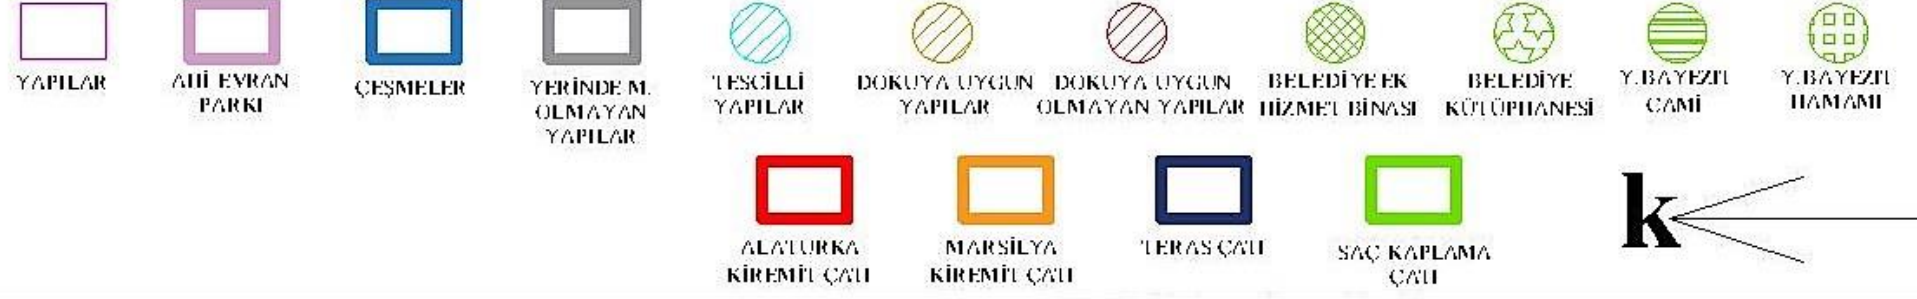 YAPILAR
AHİ EVRAN
PARKI
ÇEŞMELER
YERİNDE M.
OLMAYAN
YAPILAR
TESCİLLİ
YAPILAR
DOKUYA UYGUN
YAPILAR
DOKUYA UYGUN
OLMAYAN YAPILAR
BELEDİYE EK
HİZMET BİNASI
BELEDİYE
KÜTÜPHANESİ
Y.BAYEZIT
CAMİ
Y.BAYEZIT
HAMAMI
ALATURKA
KİREMİT ÇATI
MARSİLYA
KİREMİT ÇATI
TERAS ÇATI
SAÇ KAPLAMA
ÇATI
k